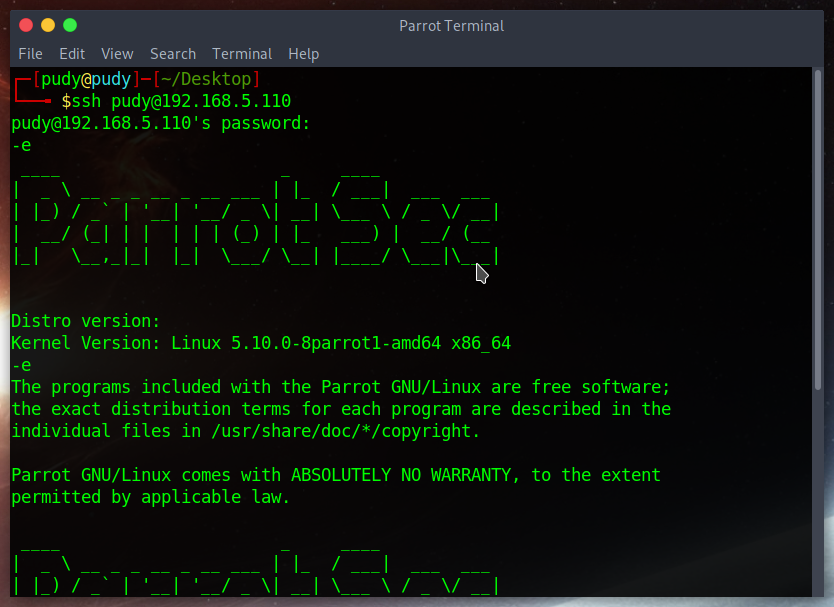 Parrot Terminal
File Edit View Search Terminal Help
┌─[pudy@pudy]─[~/Desktop]
└──╼ $ssh pudy@192.168.5.110
pudy@192.168.5.110's password:
-e
 ____                      _     ____
|  _ \ __ _ _ __ _ __ ___ | |_  / ___|  ___  ___
| |_) / _` | '__| '__/ _ \| __| \___ \ / _ \/ __|
|  __/ (_| | |  | | | (_) | |_   ___) |  __/ (__
|_|   \__,_|_|  |_|  \___/ \__| |____/ \___|\___|
Distro version:
Kernel Version: Linux 5.10.0-8parrot1-amd64 x86_64
-e
The programs included with the Parrot GNU/Linux are free software;
the exact distribution terms for each program are described in the
individual files in /usr/share/doc/*/copyright.
Parrot GNU/Linux comes with ABSOLUTELY NO WARRANTY, to the extent
permitted by applicable law.
 ____                      _     ____
|  _ \ __ _ _ __ _ __ ___ | |_  / ___|  ___  ___
| |_) / _` | '__| '__/ _ \| __| \___ \ / _ \/ __|